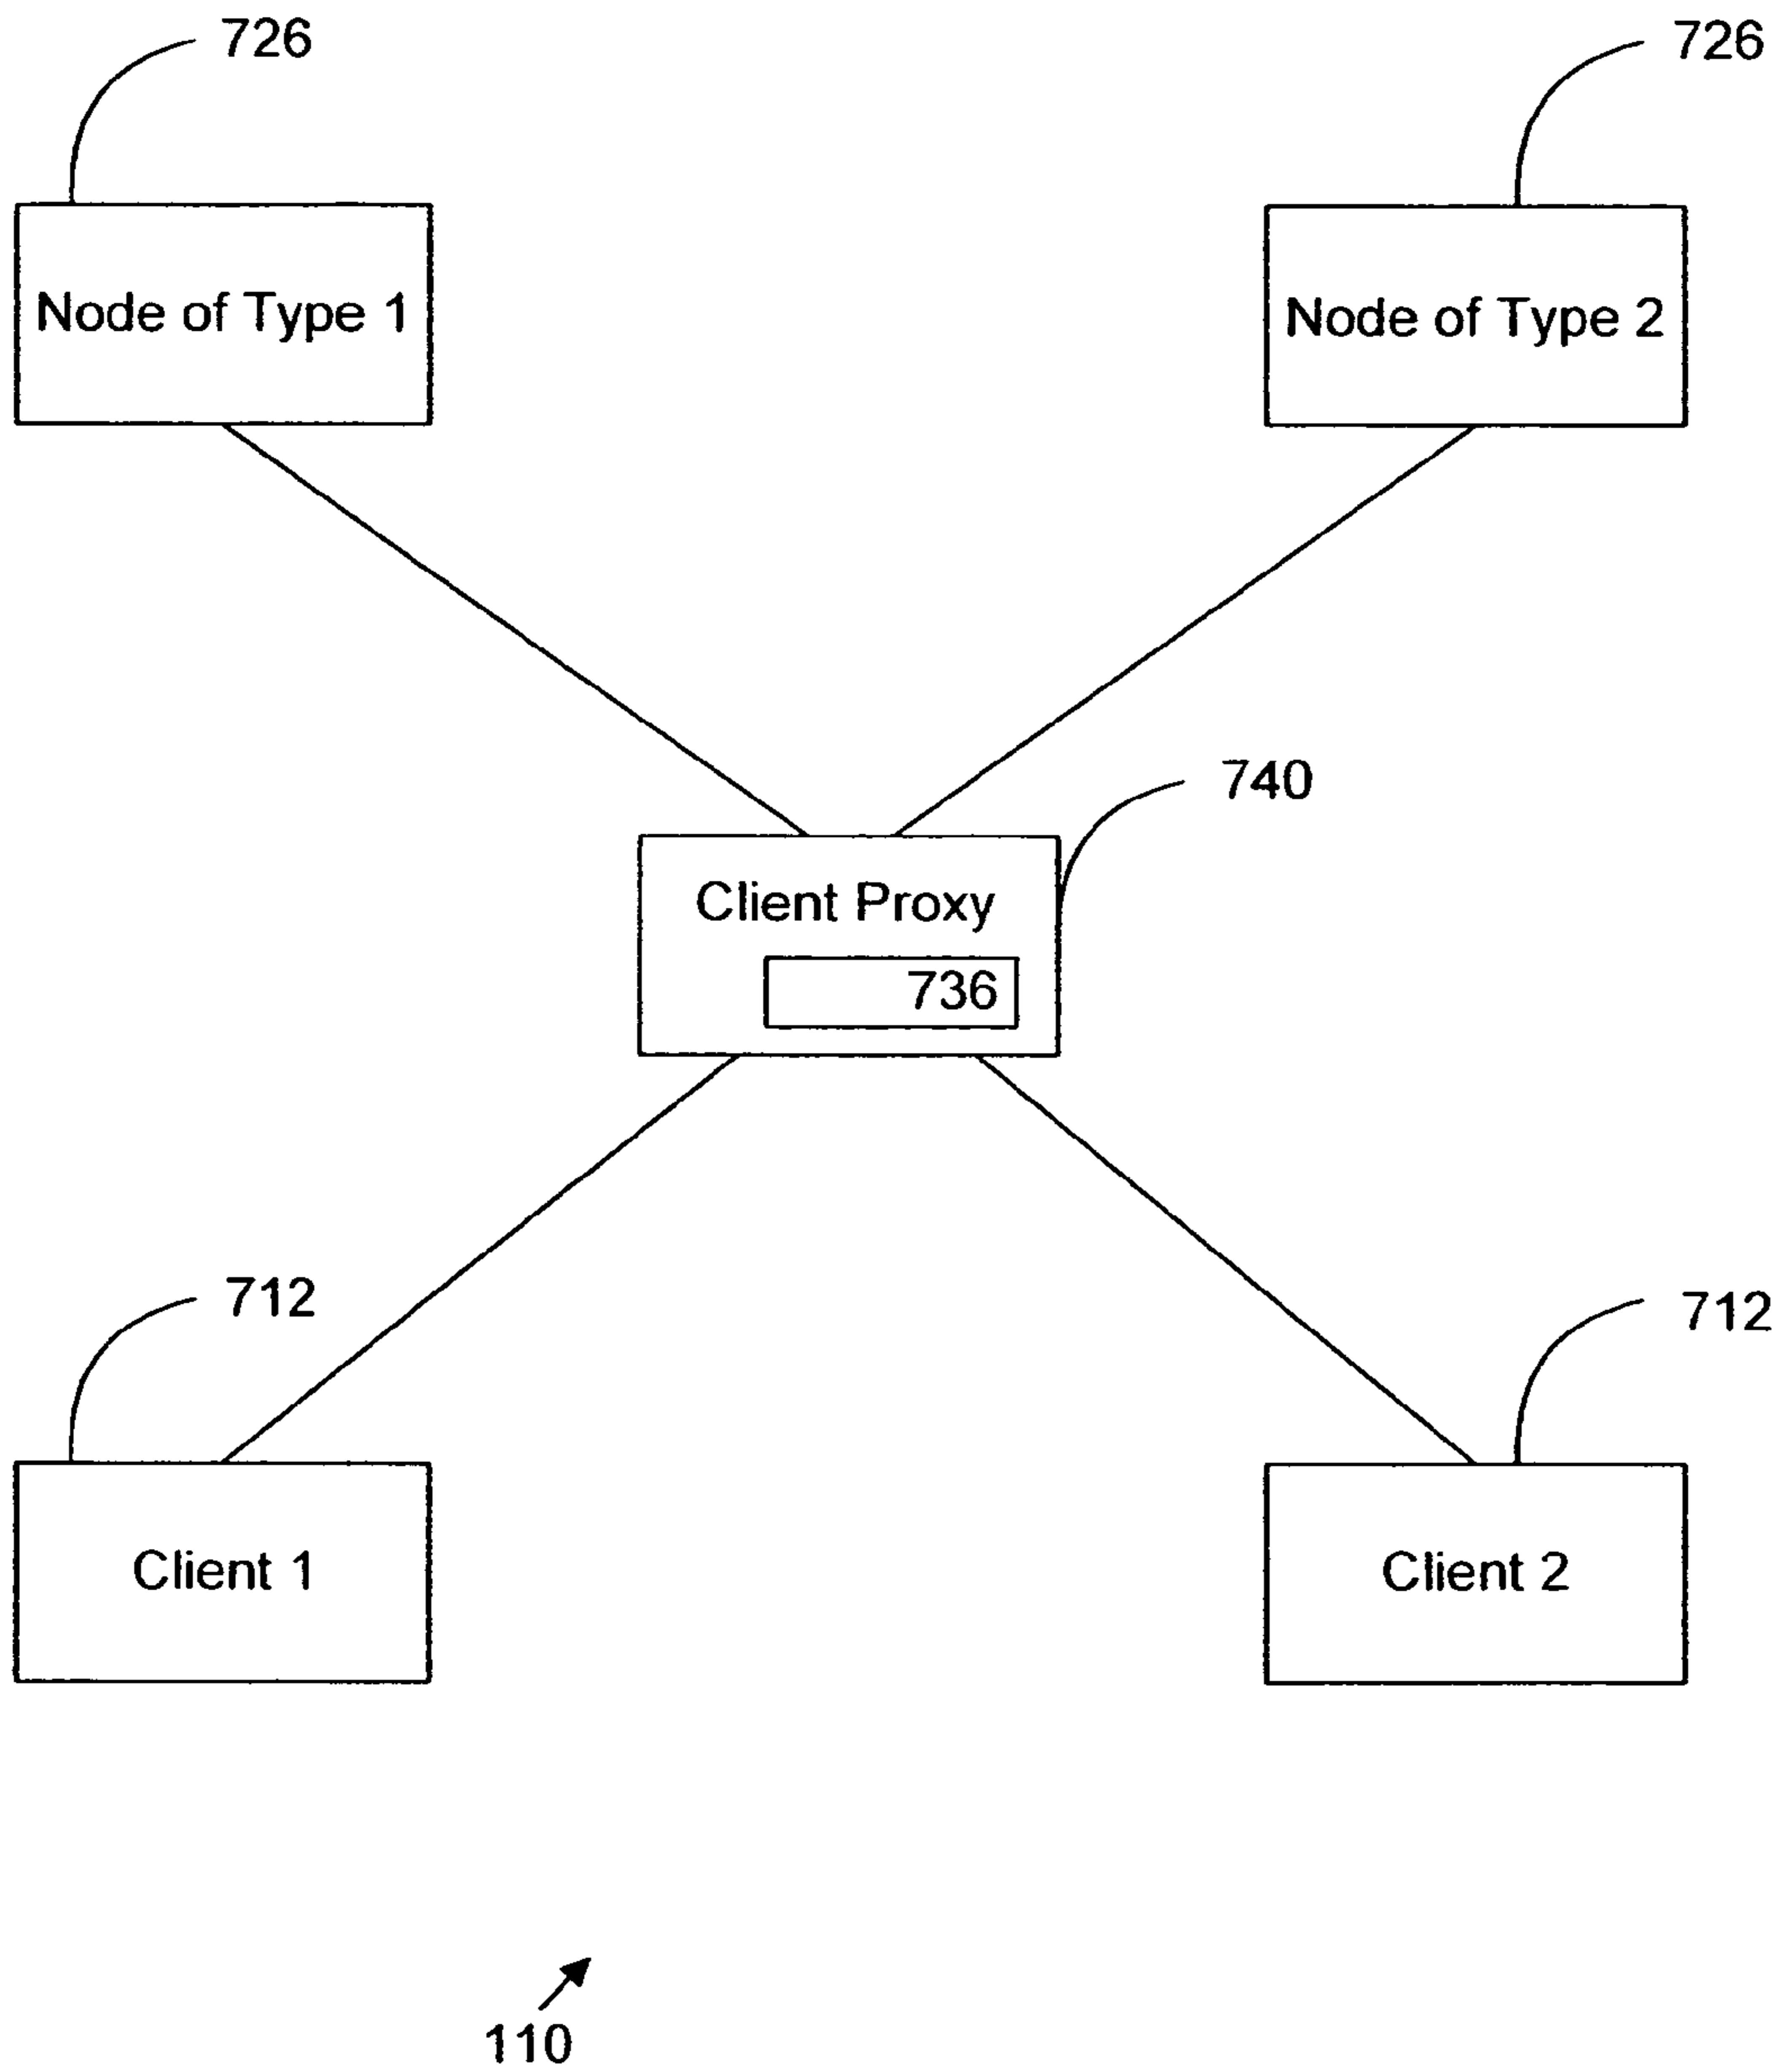 726
726
Node of Type 1
Node of Type 2
740
Client Proxy
736
712
712
Client 1
Client 2
110